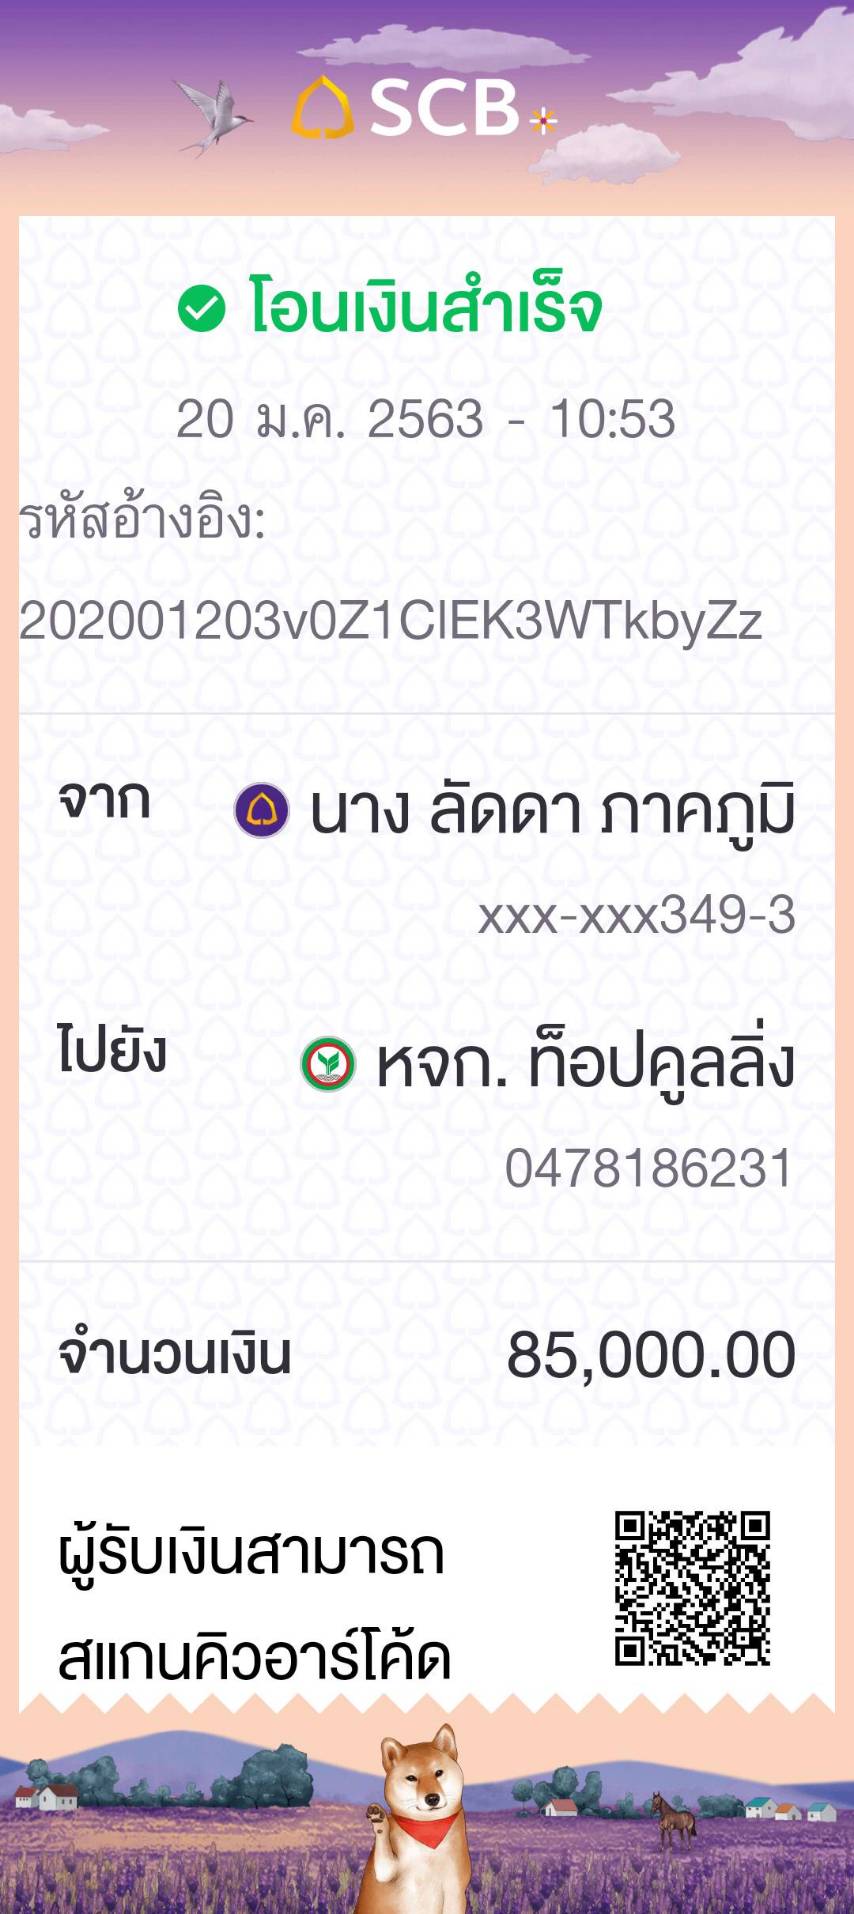 SCB
โอนเงินสำเร็จ
20 ม.ค. 2563 - 10:53
รหัสอ้างอิง:
202001203v0Z1ClEK3WTkbyZz
จาก นาง ลัดดา ภาคภูมิ
xxx-xxx349-3
ไปยัง หจก. ท็อปคูลลิ่ง
0478186231
จำนวนเงิน 85,000.00
ผู้รับเงินสามารถ
สแกนคิวอาร์โค้ด